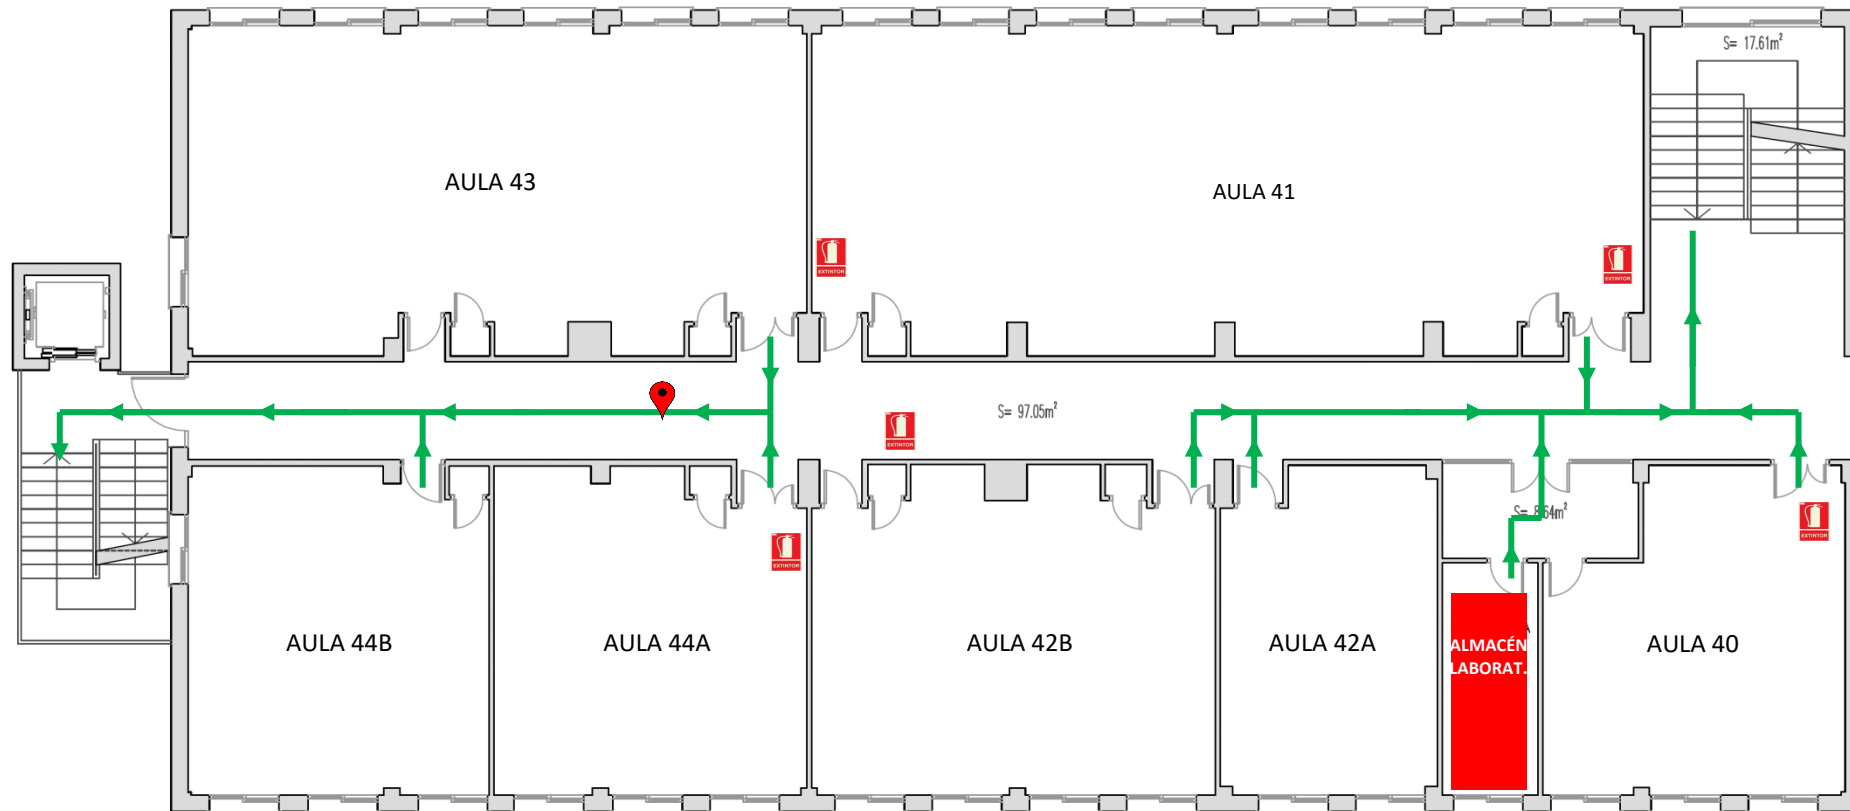 S= 17.61m²
AULA 43
AULA 41
EXTINTOR
EXTINTOR
S= 97.05m²
EXTINTOR
S= 8.64m²
EXTINTOR
EXTINTOR
AULA 44B
AULA 44A
AULA 42B
AULA 42A
ALMACÉN
LABORAT.
AULA 40